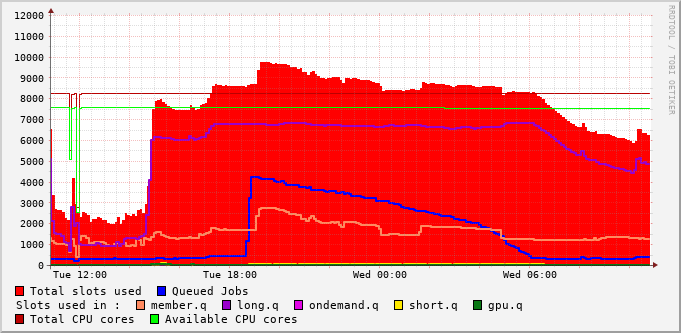 12000
11000
10000
9000
8000
7000
6000
5000
4000
3000
2000
1000
0
Tue 12:00 Tue 18:00 Wed 00:00 Wed 06:00
Total slots used Queued Jobs
Slots used in : member.q long.q ondemand.q short.q gpu.q
Total CPU cores Available CPU cores
RRDTOOL / TOBI OETIKER